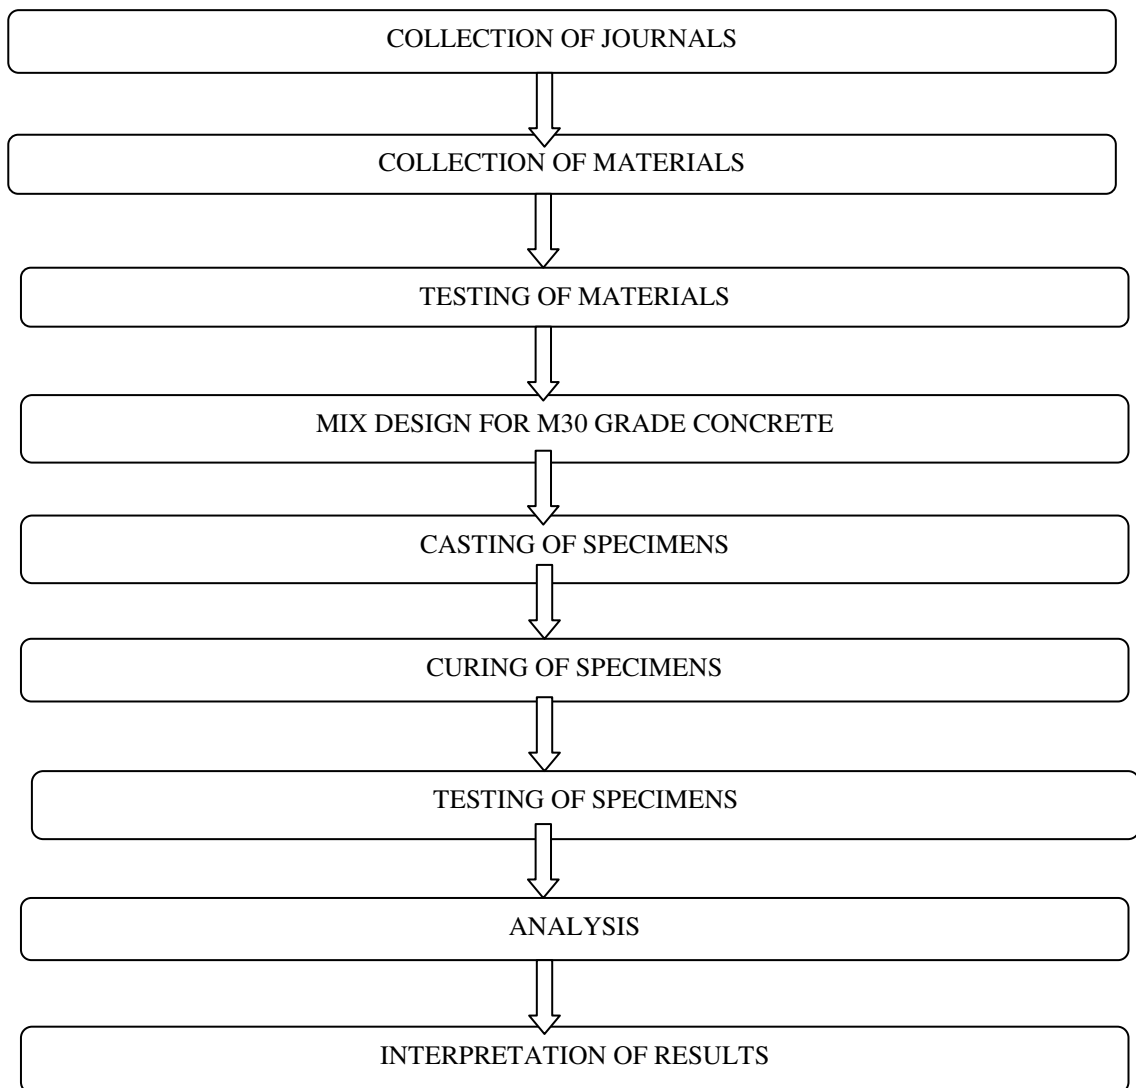 COLLECTION OF JOURNALS
COLLECTION OF MATERIALS
TESTING OF MATERIALS
MIX DESIGN FOR M30 GRADE CONCRETE
CASTING OF SPECIMENS
CURING OF SPECIMENS
TESTING OF SPECIMENS
ANALYSIS
INTERPRETATION OF RESULTS